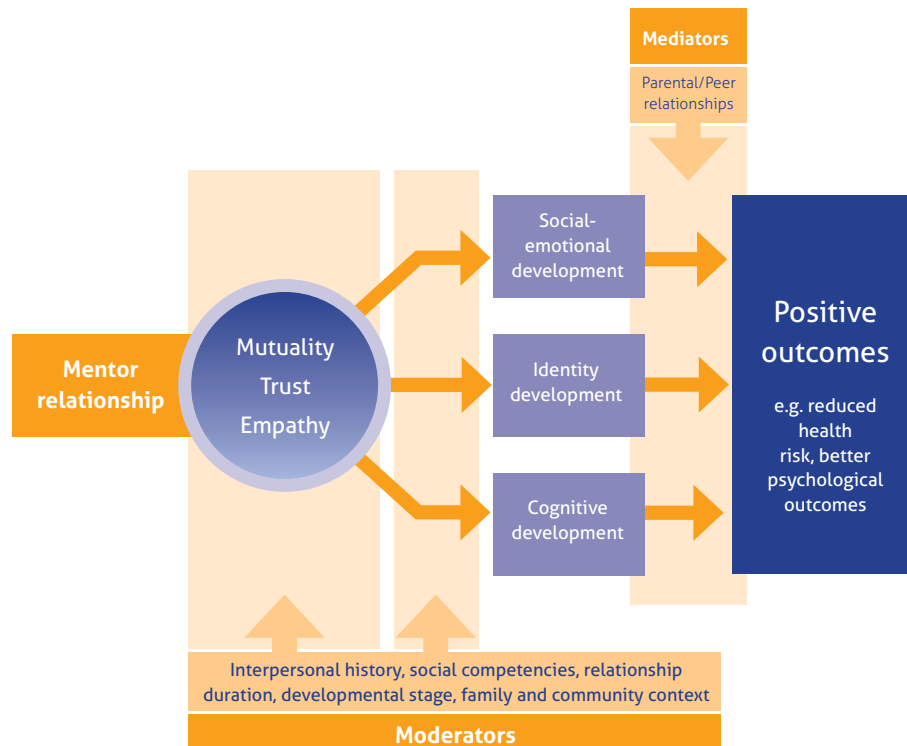 Mediators
Parental/Peer
relationships
Social-
emotional
development
Mentor
relationship
Mutuality
Trust
Empathy
Identity
development
Cognitive
development
Positive
outcomes
e.g. reduced
health
risk, better
psychological
outcomes
Interpersonal history, social competencies, relationship
duration, developmental stage, family and community context
Moderators